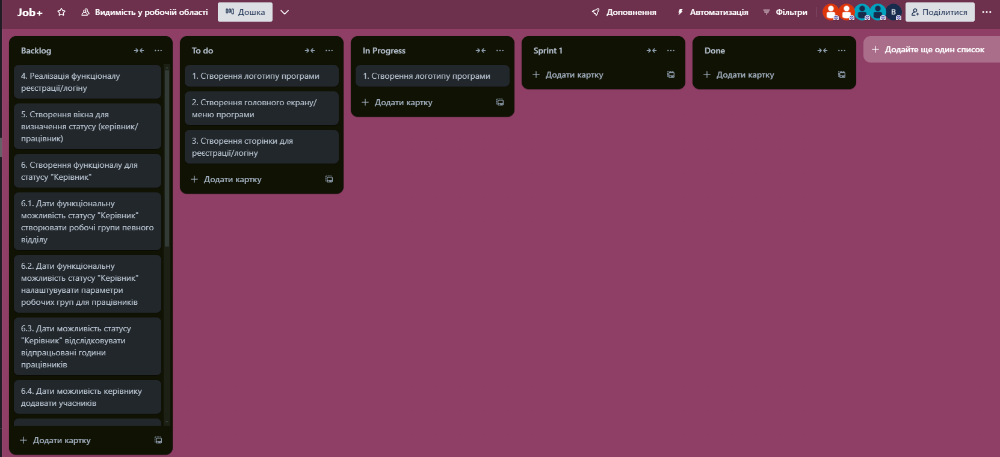 Job+
Видимість у робочій області
Дошка
Доповнення
Автоматизація
Фільтри
B
Поділитися
Backlog
4. Реалізація функціоналу
реєстрації/логіну
5. Створення вікна для
визначення статусу (керівник/
працівник)
6. Створення функціоналу для
статусу "Керівник"
6.1. Дати функціональну
можливість статусу "Керівник"
створювати робочі групи певного
відділу
6.2. Дати функціональну
можливість статусу "Керівник"
налаштувувати параметри
робочих груп для працівників
6.3. Дати можливість статусу
"Керівник" відслідковувати
відпрацьовані години
працівників
6.4. Дати можливість керівнику
додавати учасників
Додати картку
To do
1. Створення логотипу програми
2. Створення головного екрану/
меню програми
3. Створення сторінки для
реєстрації/логіну
Додати картку
In Progress
1. Створення логотипу програми
Додати картку
Sprint 1
Додати картку
Done
Додати картку
Додайте ще один список